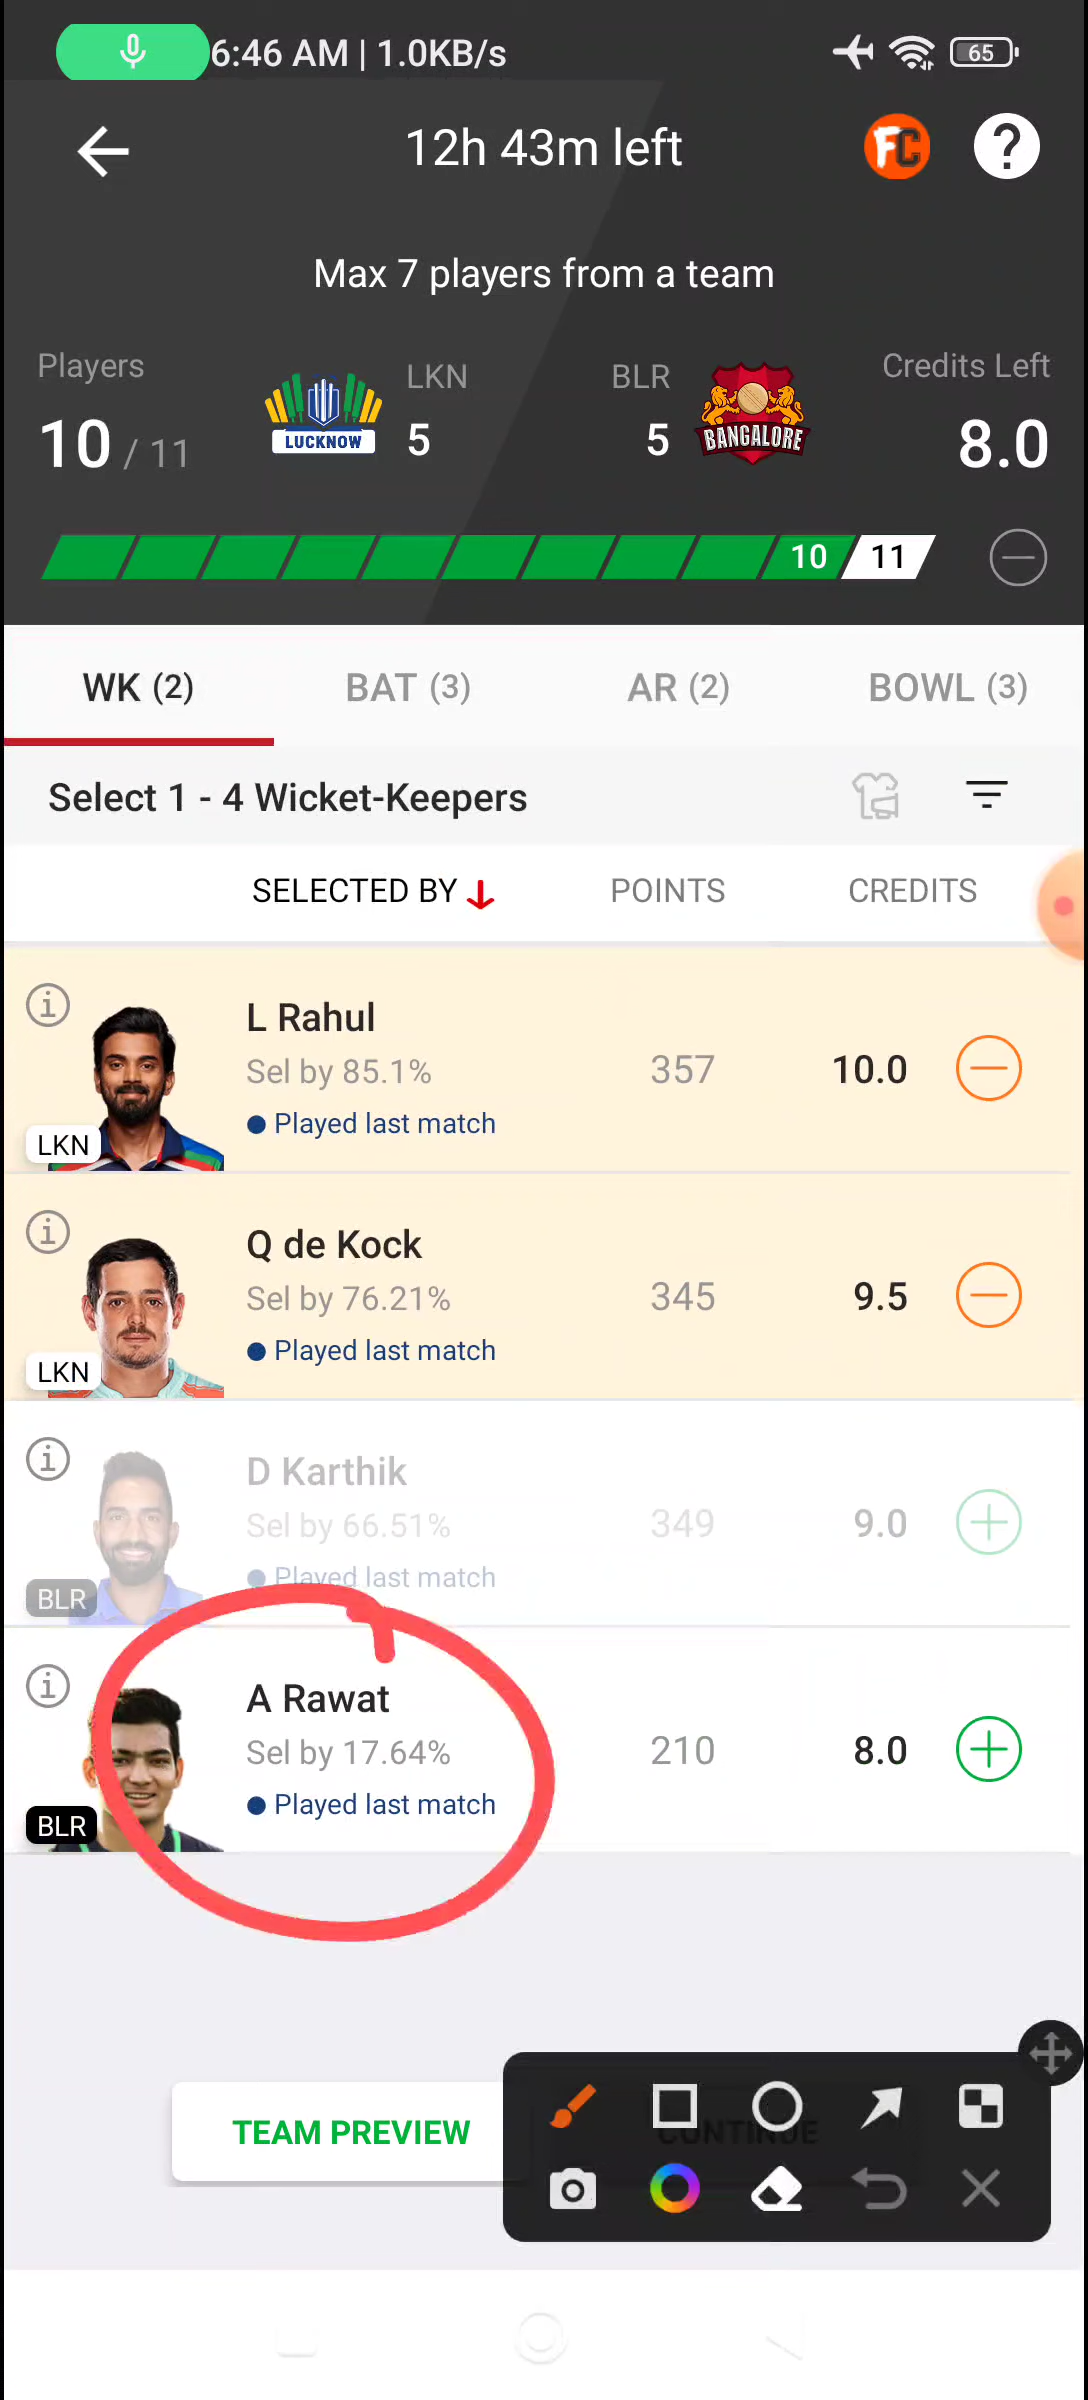 6:46 AM | 1.0KB/s 65
12h 43m left FC ?
Max 7 players from a team
Players LKN BLR Credits Left
10 / 11 LUCKNOW 5 5 BANGALORE 8.0
10 11
WK (2) BAT (3) AR (2) BOWL (3)
Select 1 - 4 Wicket-Keepers
SELECTED BY POINTS CREDITS
L Rahul
Sel by 85.1% 357 10.0
Played last match
LKN
Q de Kock
Sel by 76.21% 345 9.5
Played last match
LKN
D Karthik
Sel by 66.51% 349 9.0
Played last match
BLR
A Rawat
Sel by 17.64% 210 8.0
Played last match
BLR
TEAM PREVIEW CONTINUE